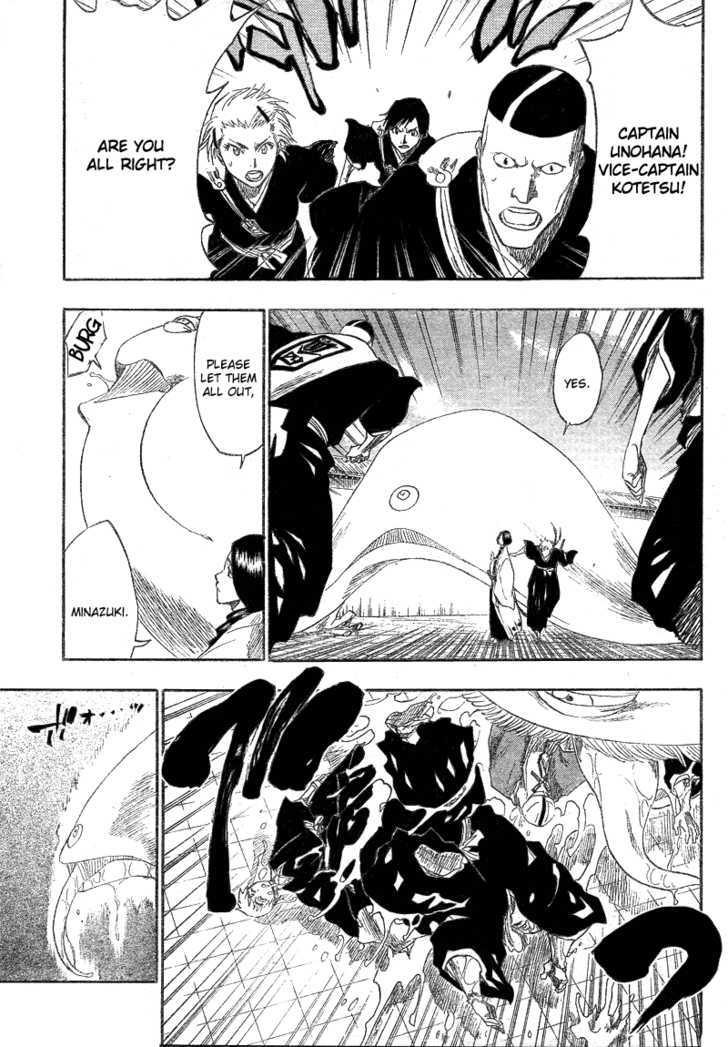 CAPTAIN
UNOHANA!
VICE-CAPTAIN
KOTETSU!
ARE YOU
ALL RIGHT?
YES.
PLEASE
LET THEM
ALL OUT,
BURG
MINAZUKI.